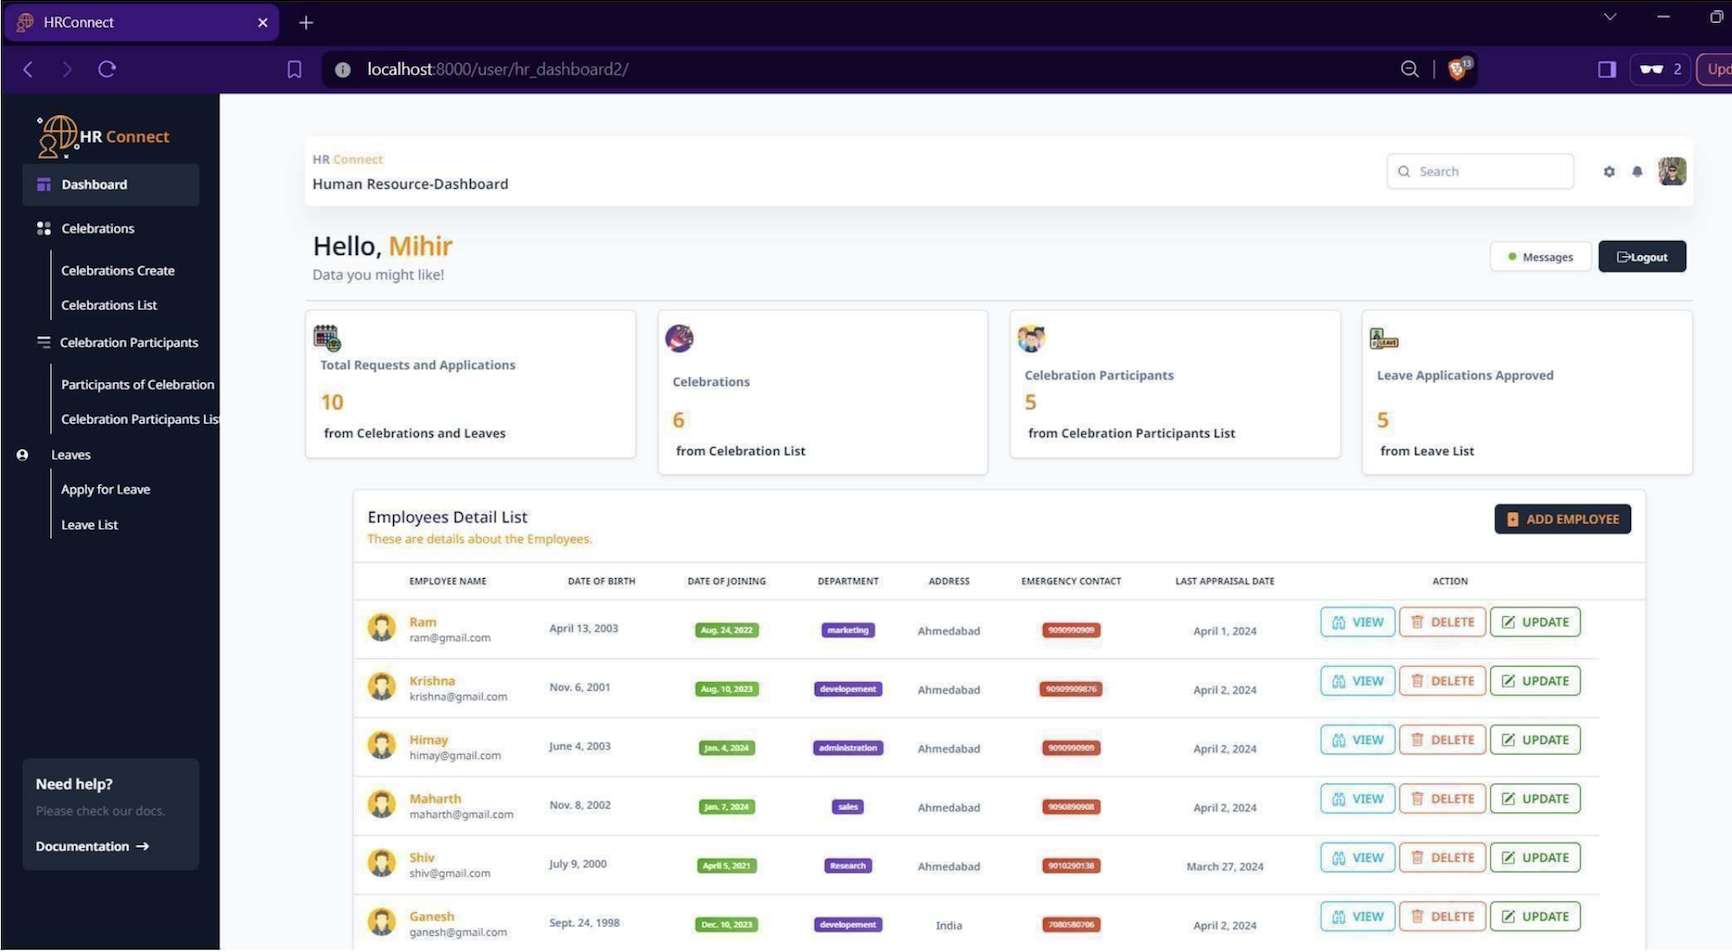 HRConnect
localhost:8000/user/hr_dashboard2/
13
2
HR Connect
Dashboard
Celebrations
Celebrations Create
Celebrations List
Celebration Participants
Participants of Celebration
Celebration Participants Lis
Leaves
Apply for Leave
Leave List
Need help?
Please check our docs.
Documentation →
HR Connect
Human Resource-Dashboard
Search
Hello, Mihir
Data you might like!
Messages
Logout
Total Requests and Applications
10
from Celebrations and Leaves
Celebrations
6
from Celebration List
Celebration Participants
5
from Celebration Participants List
LEAVE
Leave Applications Approved
5
from Leave List
Employees Detail List
These are details about the Employees.
ADD EMPLOYEE
EMPLOYEE NAME DATE OF BIRTH DATE OF JOINING DEPARTMENT ADDRESS EMERGENCY CONTACT LAST APPRAISAL DATE ACTION
Ram April 13, 2003 Aug. 24, 2022 marketing Ahmedabad 9090990909 April 1, 2024 VIEW DELETE UPDATE
ram@gmail.com
Krishna Nov. 6, 2001 Aug. 10, 2023 developement Ahmedabad 90909909876 April 2, 2024 VIEW DELETE UPDATE
krishna@gmail.com
Himay June 4, 2003 Jan. 4, 2024 administration Ahmedabad 9090990909 April 2, 2024 VIEW DELETE UPDATE
himay@gmail.com
Maharth Nov. 8, 2002 Jan. 7, 2024 sales Ahmedabad 9090890908 April 2, 2024 VIEW DELETE UPDATE
maharth@gmail.com
Shiv July 9, 2000 April 5, 2021 Research Ahmedabad 9010290138 March 27, 2024 VIEW DELETE UPDATE
shiv@gmail.com
Ganesh Sept. 24, 1998 Dec. 10, 2023 developement India 7080580706 April 2, 2024 VIEW DELETE UPDATE
ganesh@gmail.com